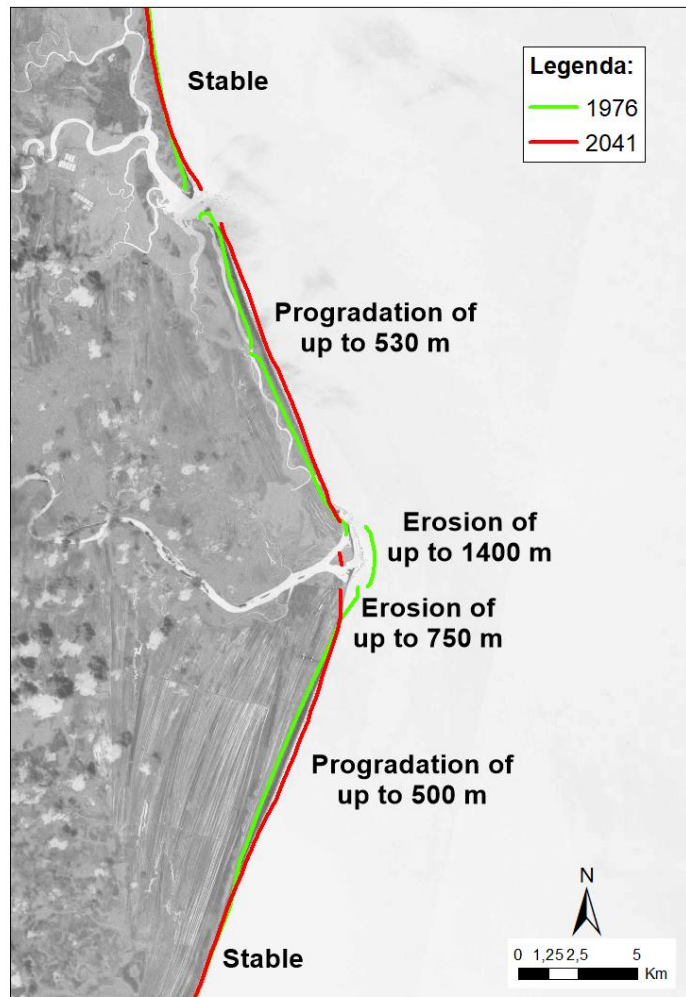 Stable
Legenda:
1976
2041
Progradation of
up to 530 m
Erosion of
up to 1400 m
Erosion of
up to 750 m
Progradation of
up to 500 m
N
Stable
0 1,25 2,5 5
Km